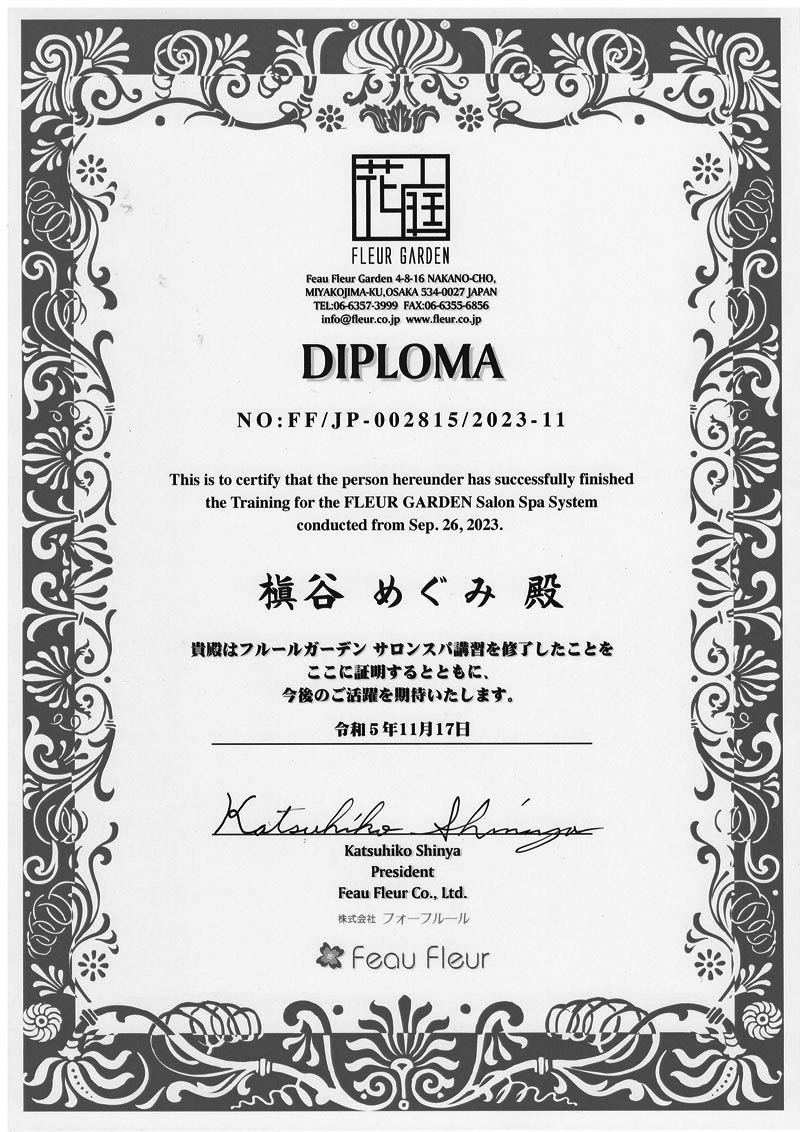 花庭
FLEUR GARDEN
Feau Fleur Garden 4-8-16 NAKANO-CHO,
MIYAKOJIMA-KU,OSAKA 534-0027 JAPAN
TEL:06-6357-3999 FAX:06-6355-6856
info@fleur.co.jp www.fleur.co.jp
DIPLOMA
NO:FF/JP-002815/2023-11
This is to certify that the person hereunder has successfully finished
the Training for the FLEUR GARDEN Salon Spa System
conducted from Sep. 26, 2023.
槇谷 めぐみ 殿
貴殿はフルールガーデン サロンスパ講習を修了したことを
ここに証明するとともに、
今後のご活躍を期待いたします。
令和５年11月17日
Katsuhiko Shinya
Katsuhiko Shinya
President
Feau Fleur Co., Ltd.
株式会社 フォーフルール
Feau Fleur